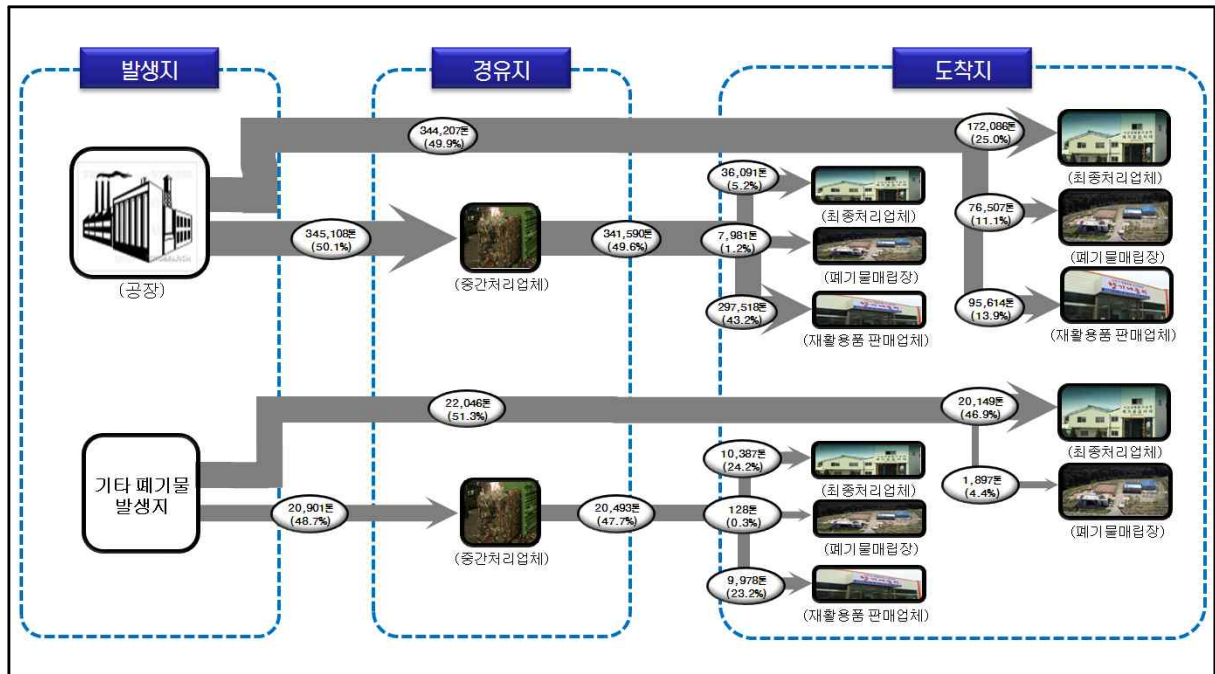 발생지
경유지
도착지
344,207톤
(49.9%)
172,086톤
(25.0%)
(최종처리업체)
36,091톤
(5.2%)
(최종처리업체)
76,507톤
(11.1%)
(폐기물매립장)
345,108톤
(50.1%)
341,590톤
(49.6%)
7,981톤
(1.2%)
(폐기물매립장)
(공장)
(중간처리업체)
297,518톤
(43.2%)
(재활용품 판매업체)
95,614톤
(13.9%)
(재활용품 판매업체)
22,046톤
(51.3%)
20,149톤
(46.9%)
(최종처리업체)
기타 폐기물
발생지
10,387톤
(24.2%)
(최종처리업체)
1,897톤
(4.4%)
(폐기물매립장)
20,901톤
(48.7%)
20,493톤
(47.7%)
128톤
(0.3%)
(폐기물매립장)
(중간처리업체)
9,978톤
(23.2%)
(재활용품 판매업체)